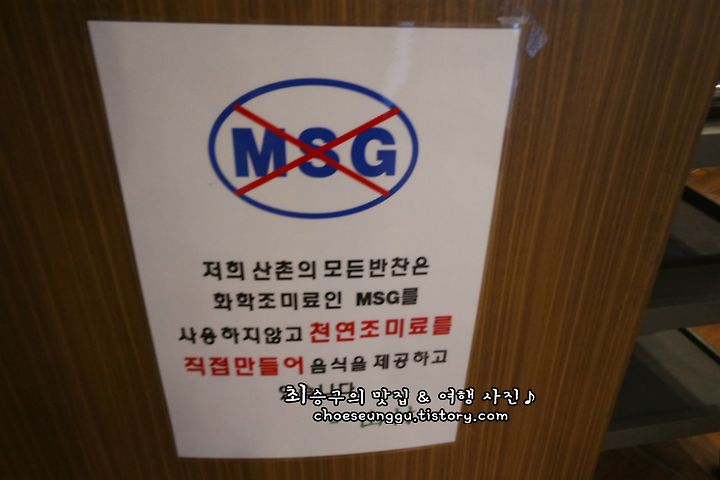 MSG
저희 산촌의 모든반찬은
화학조미료인 MSG를
사용하지않고 천연조미료를
직접만들어 음식을 제공하고
최승구의 맛집 & 여행 사진♪
choeseunggu.tistory.com